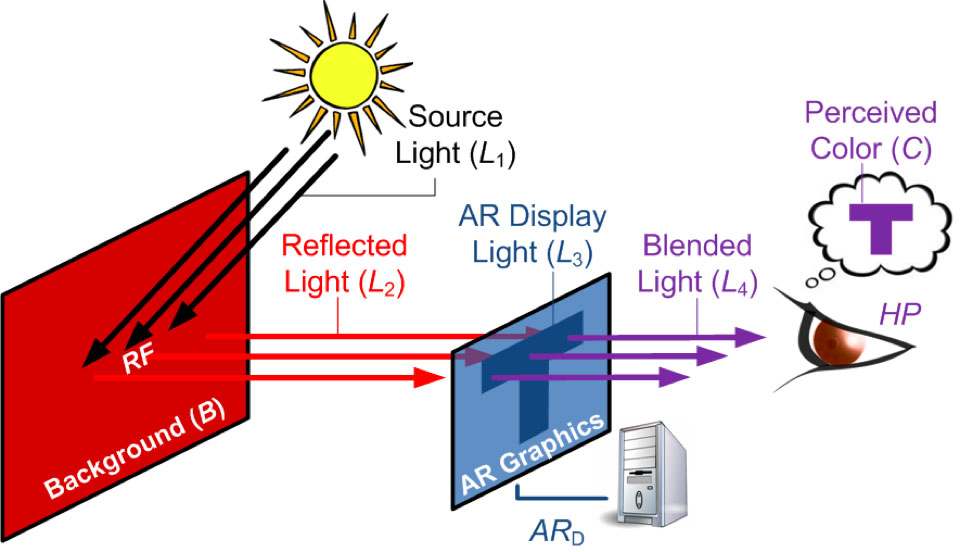 Source
Light (L₁)
Perceived
Color (C)
AR Display
Light (L₃)
Reflected
Light (L₂)
Blended
Light (L₄)
T
HP
RF
T
Background (B)
AR Graphics
AR_D